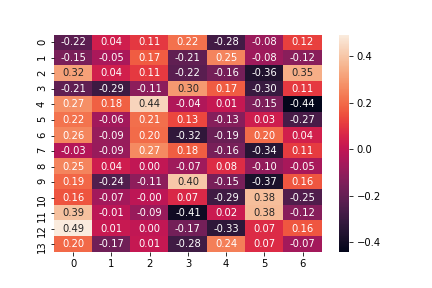 0 -0.22 0.04 0.11 0.22 -0.28 -0.08 0.12
1 -0.15 -0.05 0.17 -0.21 0.25 -0.08 -0.12
2 0.32 0.04 0.11 -0.22 -0.16 -0.36 0.35
3 -0.21 -0.29 -0.11 0.30 0.17 -0.30 0.11
4 0.27 0.18 0.44 -0.04 0.01 -0.15 -0.44
5 0.22 -0.06 0.21 0.13 -0.13 0.03 -0.27
6 0.26 -0.09 0.20 -0.32 -0.19 0.20 0.04
7 -0.03 -0.09 0.27 0.18 -0.16 -0.34 0.11
8 0.25 0.04 0.00 -0.07 0.08 -0.10 -0.05
9 0.19 -0.24 -0.11 0.40 -0.15 -0.37 0.16
10 0.16 -0.07 -0.00 0.07 -0.29 0.38 -0.25
11 0.39 -0.01 -0.09 -0.41 0.02 0.38 -0.12
12 0.49 0.01 0.00 -0.17 -0.33 0.07 0.16
13 0.20 -0.17 0.01 -0.28 0.24 0.07 -0.07
0 1 2 3 4 5 6
0.4
0.2
0.0
−0.2
−0.4